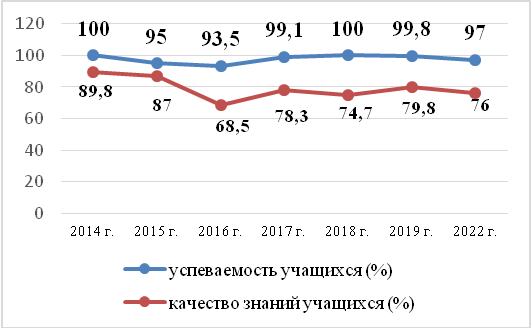 120
100
80
60
40
20
0
100 95 93,5 99,1 100 99,8 97
89,8 87 68,5 78,3 74,7 79,8 76
2014 г. 2015 г. 2016 г. 2017 г. 2018 г. 2019 г. 2022 г.
успеваемость учащихся (%)
качество знаний учащихся (%)